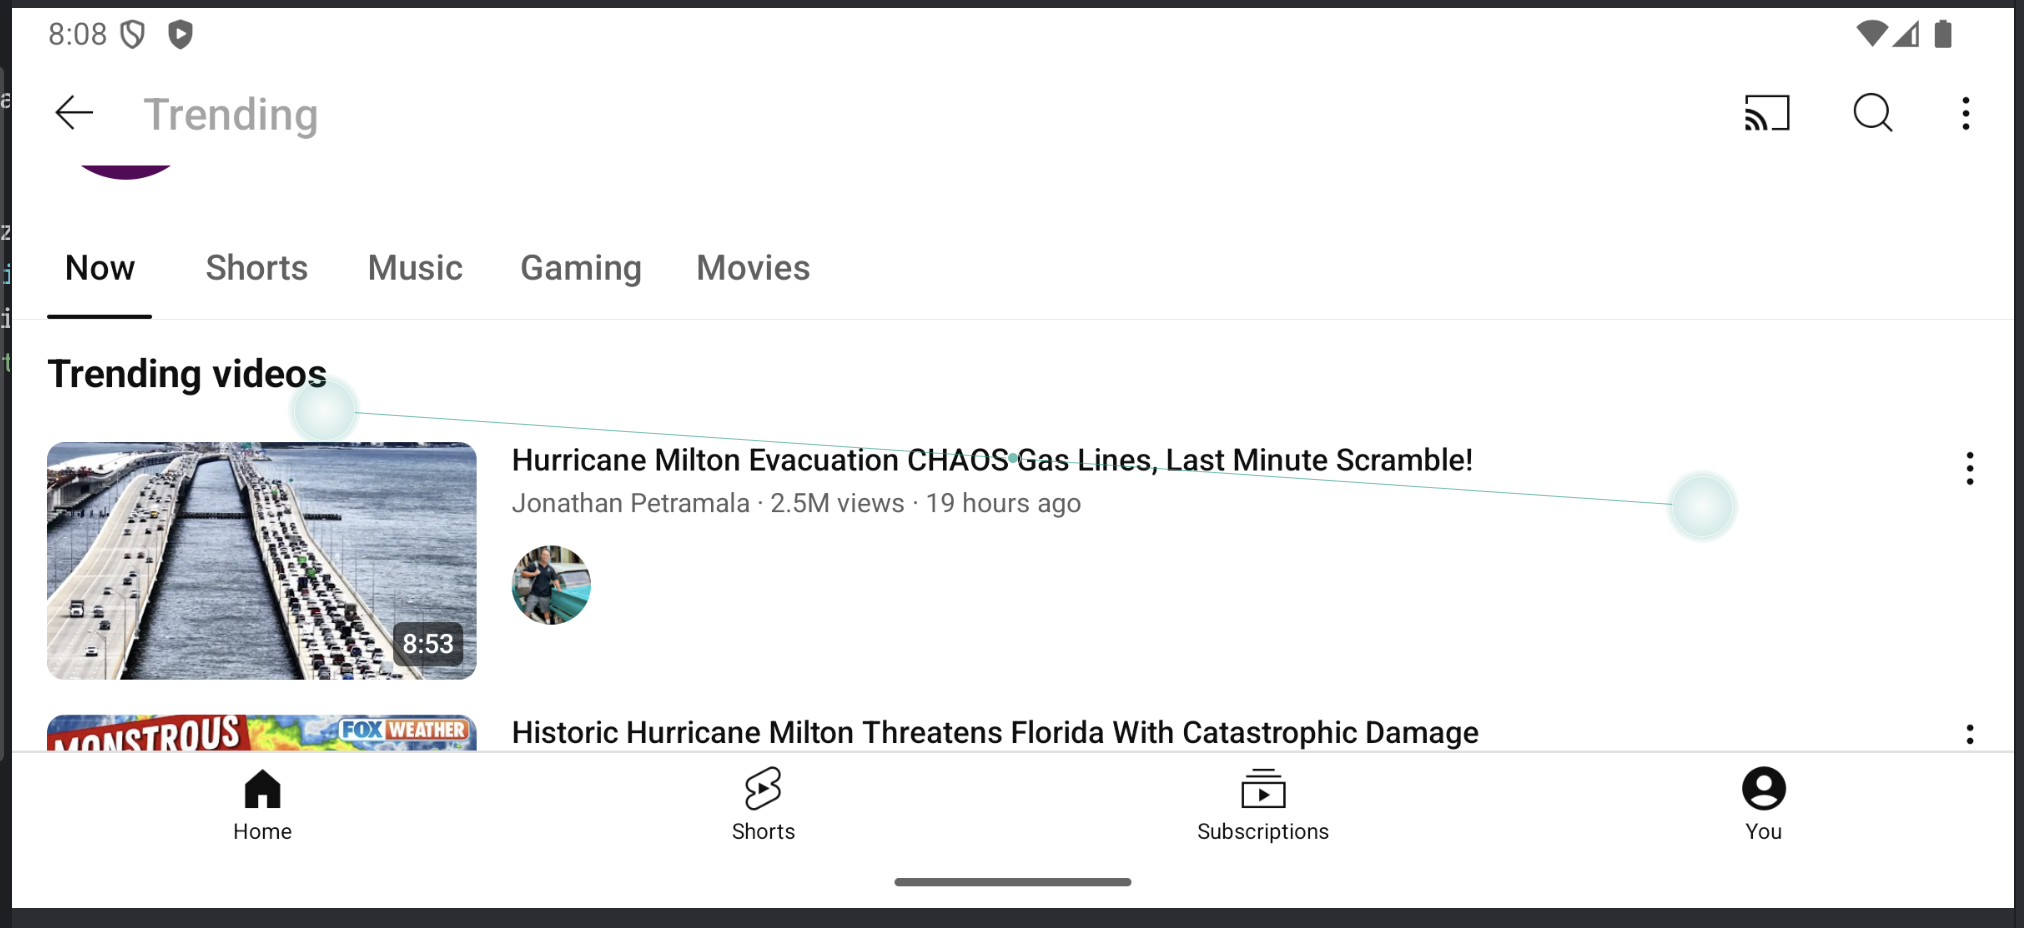 8:08
Trending
Now
Shorts
Music
Gaming
Movies
Trending videos
Hurricane Milton Evacuation CHAOS Gas Lines, Last Minute Scramble!
Jonathan Petramala · 2.5M views · 19 hours ago
8:53
MONSTROUS
FOX WEATHER
Historic Hurricane Milton Threatens Florida With Catastrophic Damage
Home
Shorts
Subscriptions
You